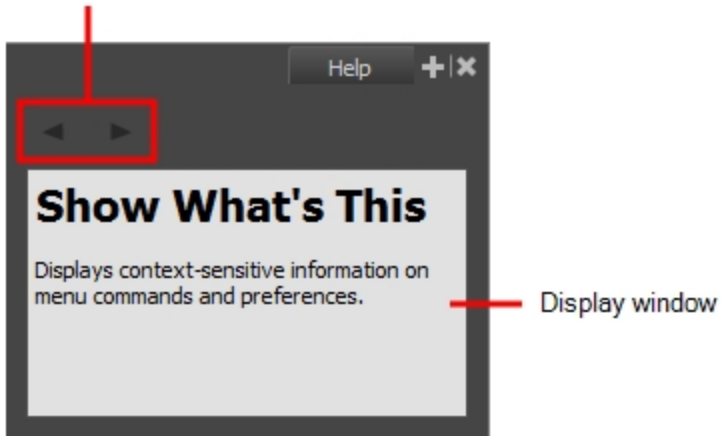 Help
Show What's This
Displays context-sensitive information on
menu commands and preferences.
Display window